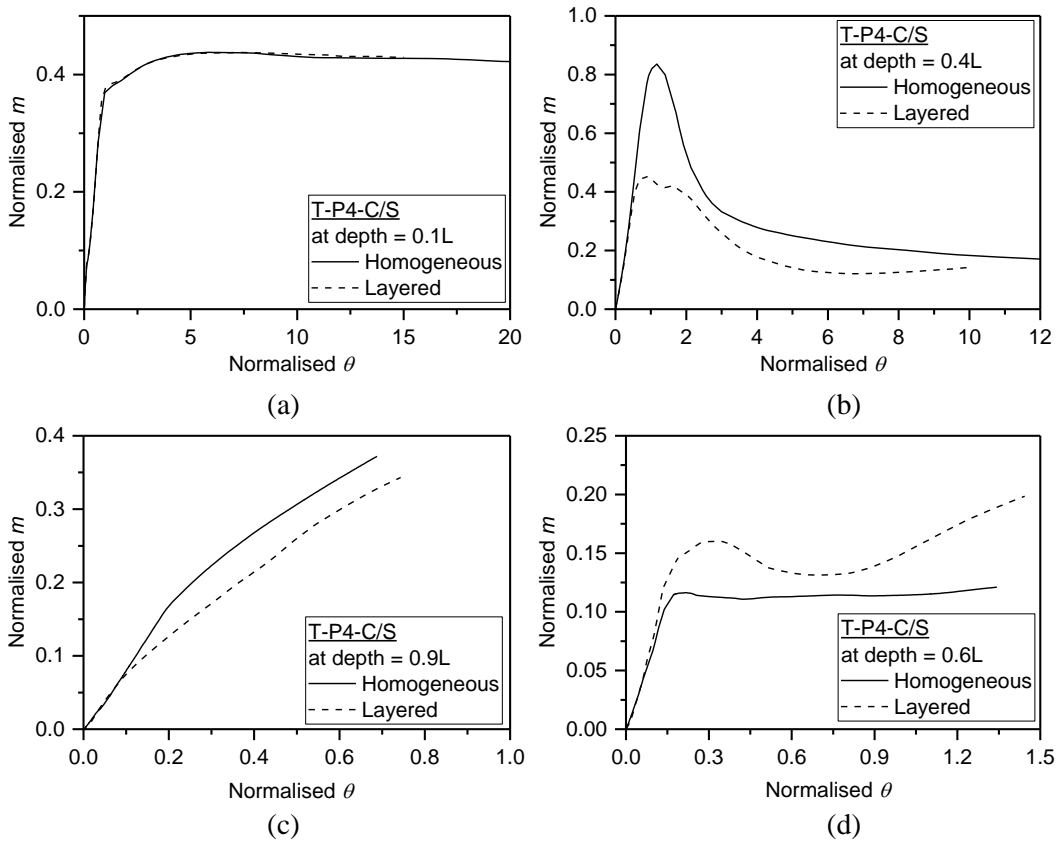 Normalised m
0.4
0.2
0.0
0
5
10
15
20
Normalised θ
T-P4-C/S
at depth = 0.1L
Homogeneous
Layered
(a)
Normalised m
1.0
0.8
0.6
0.4
0.2
0.0
0
2
4
6
8
10
12
Normalised θ
T-P4-C/S
at depth = 0.4L
Homogeneous
Layered
(b)
Normalised m
0.4
0.3
0.2
0.1
0.0
0.0
0.2
0.4
0.6
0.8
1.0
Normalised θ
T-P4-C/S
at depth = 0.9L
Homogeneous
Layered
(c)
Normalised m
0.25
0.20
0.15
0.10
0.05
0.00
0.0
0.3
0.6
0.9
1.2
1.5
Normalised θ
T-P4-C/S
at depth = 0.6L
Homogeneous
Layered
(d)